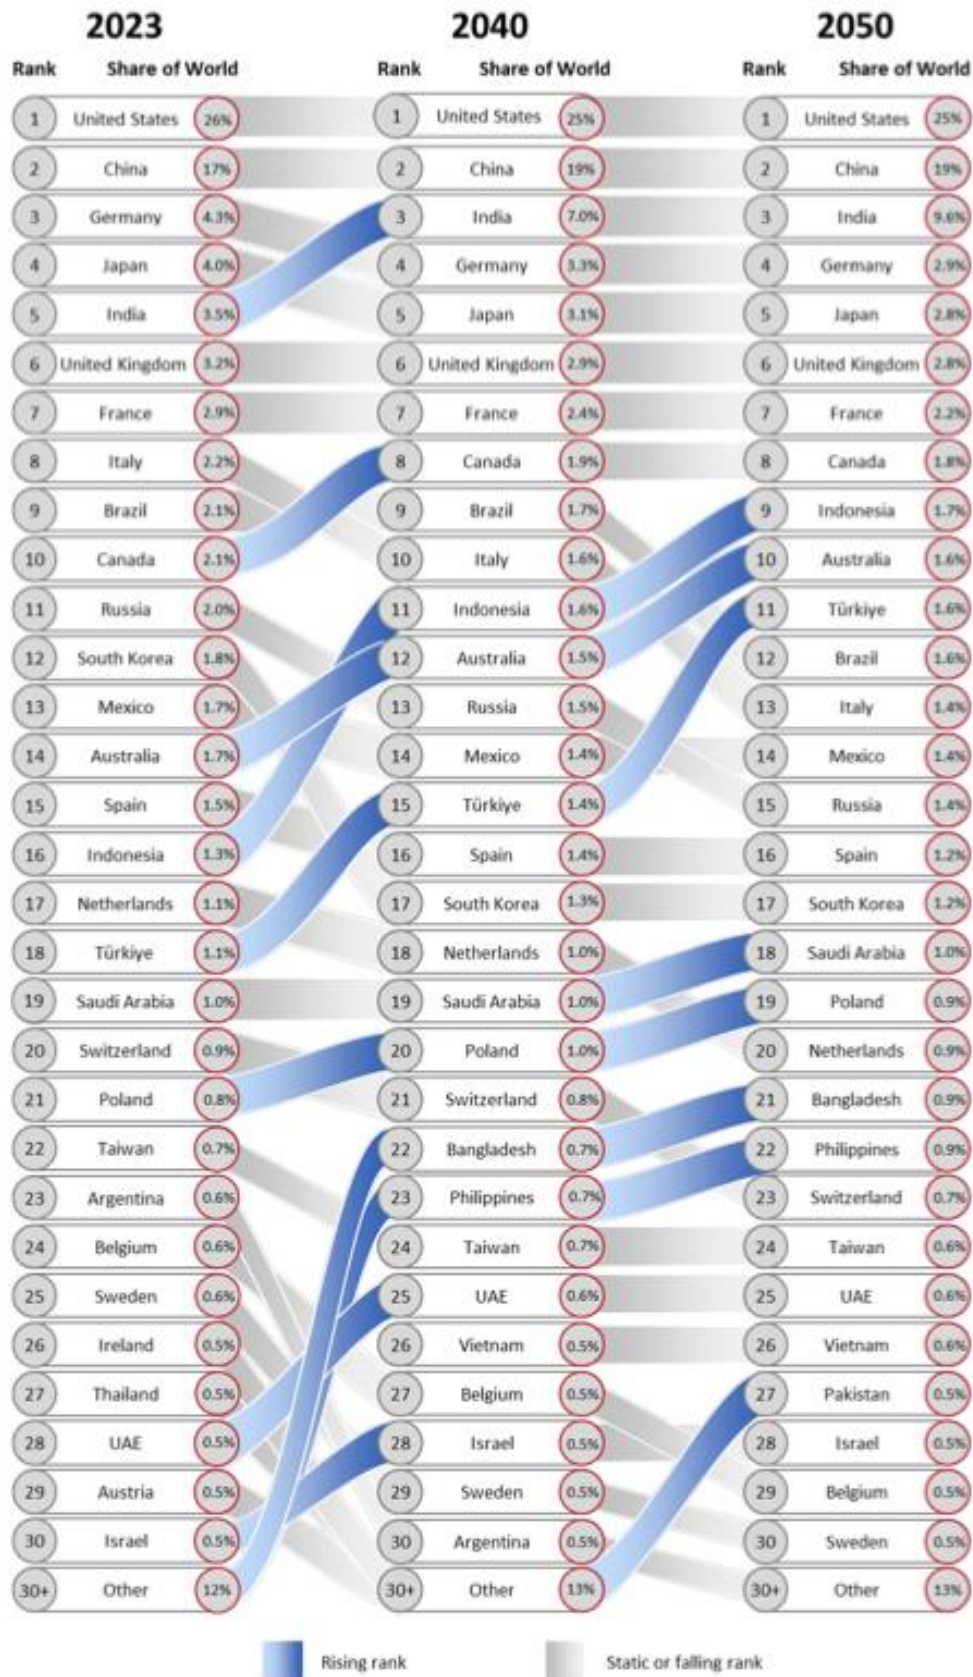 2023 2040 2050
Rank Share of World Rank Share of World Rank Share of World
1 United States 26% 1 United States 25% 1 United States 25%
2 China 17% 2 China 19% 2 China 19%
3 Germany 4.3% 3 India 7.0% 3 India 9.6%
4 Japan 4.0% 4 Germany 3.3% 4 Germany 2.9%
5 India 3.5% 5 Japan 3.1% 5 Japan 2.8%
6 United Kingdom 3.2% 6 United Kingdom 2.9% 6 United Kingdom 2.8%
7 France 2.9% 7 France 2.4% 7 France 2.2%
8 Italy 2.2% 8 Canada 1.9% 8 Canada 1.8%
9 Brazil 2.1% 9 Brazil 1.7% 9 Indonesia 1.7%
10 Canada 2.1% 10 Italy 1.6% 10 Australia 1.6%
11 Russia 2.0% 11 Indonesia 1.6% 11 Türkiye 1.6%
12 South Korea 1.8% 12 Australia 1.5% 12 Brazil 1.6%
13 Mexico 1.7% 13 Russia 1.5% 13 Italy 1.4%
14 Australia 1.7% 14 Mexico 1.4% 14 Mexico 1.4%
15 Spain 1.5% 15 Türkiye 1.4% 15 Russia 1.4%
16 Indonesia 1.3% 16 Spain 1.4% 16 Spain 1.2%
17 Netherlands 1.1% 17 South Korea 1.3% 17 South Korea 1.2%
18 Türkiye 1.1% 18 Netherlands 1.0% 18 Saudi Arabia 1.0%
19 Saudi Arabia 1.0% 19 Saudi Arabia 1.0% 19 Poland 0.9%
20 Switzerland 0.9% 20 Poland 1.0% 20 Netherlands 0.9%
21 Poland 0.8% 21 Switzerland 0.8% 21 Bangladesh 0.9%
22 Taiwan 0.7% 22 Bangladesh 0.7% 22 Philippines 0.9%
23 Argentina 0.6% 23 Philippines 0.7% 23 Switzerland 0.7%
24 Belgium 0.6% 24 Taiwan 0.7% 24 Taiwan 0.6%
25 Sweden 0.6% 25 UAE 0.6% 25 UAE 0.6%
26 Ireland 0.5% 26 Vietnam 0.5% 26 Vietnam 0.6%
27 Thailand 0.5% 27 Belgium 0.5% 27 Pakistan 0.5%
28 UAE 0.5% 28 Israel 0.5% 28 Israel 0.5%
29 Austria 0.5% 29 Sweden 0.5% 29 Belgium 0.5%
30 Israel 0.5% 30 Argentina 0.5% 30 Sweden 0.5%
30+ Other 12% 30+ Other 13% 30+ Other 13%
Rising rank Static or falling rank